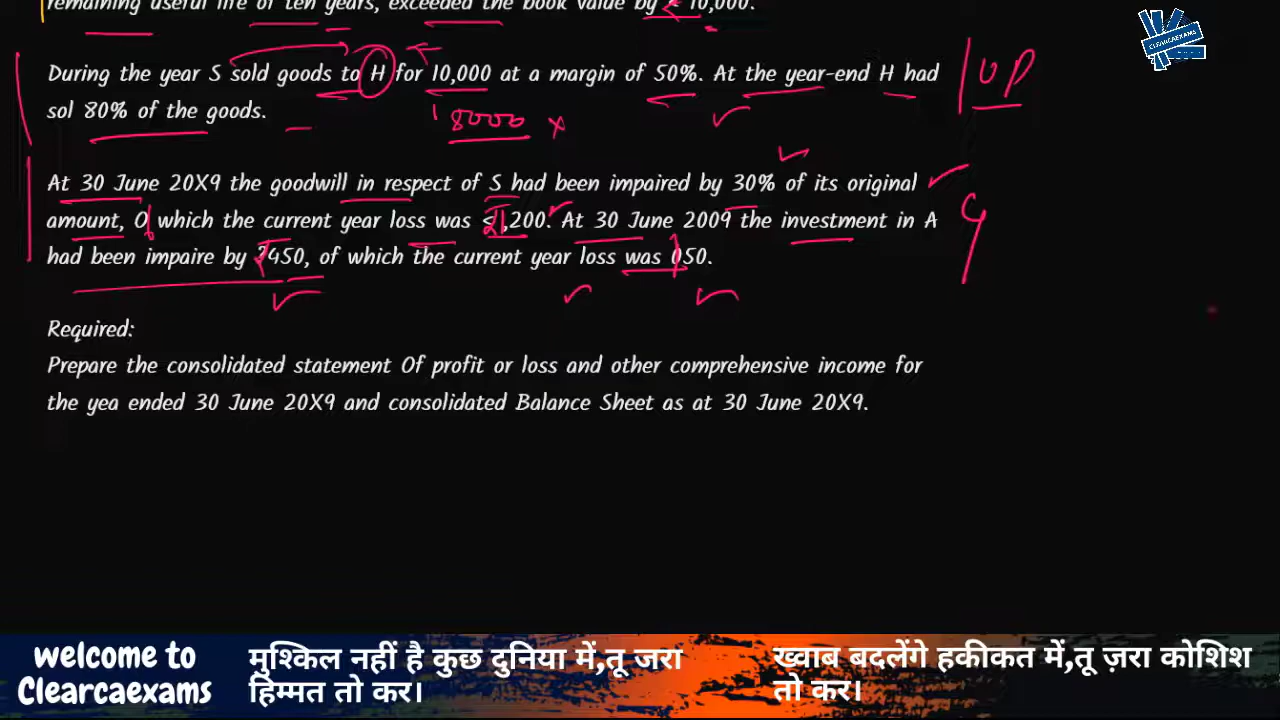 remaining useful life of ten years, exceeded the book value by ₹ 10,000.
During the year S sold goods to H for 10,000 at a margin of 50%. At the year-end H had
UP
sol 80% of the goods.
8000 x
At 30 June 20X9 the goodwill in respect of S had been impaired by 30% of its original
amount, O which the current year loss was ₹1,200. At 30 June 2009 the investment in A
had been impaire by ₹450, of which the current year loss was 050.
Required:
Prepare the consolidated statement Of profit or loss and other comprehensive income for
the yea ended 30 June 20X9 and consolidated Balance Sheet as at 30 June 20X9.
CLEARCAEXAMS
welcome to
Clearcaexams
मुश्किल नहीं है कुछ दुनिया में,तू जरा
हिम्मत तो कर।
ख्वाब बदलेंगे हकीकत में,तू ज़रा कोशिश
तो कर।